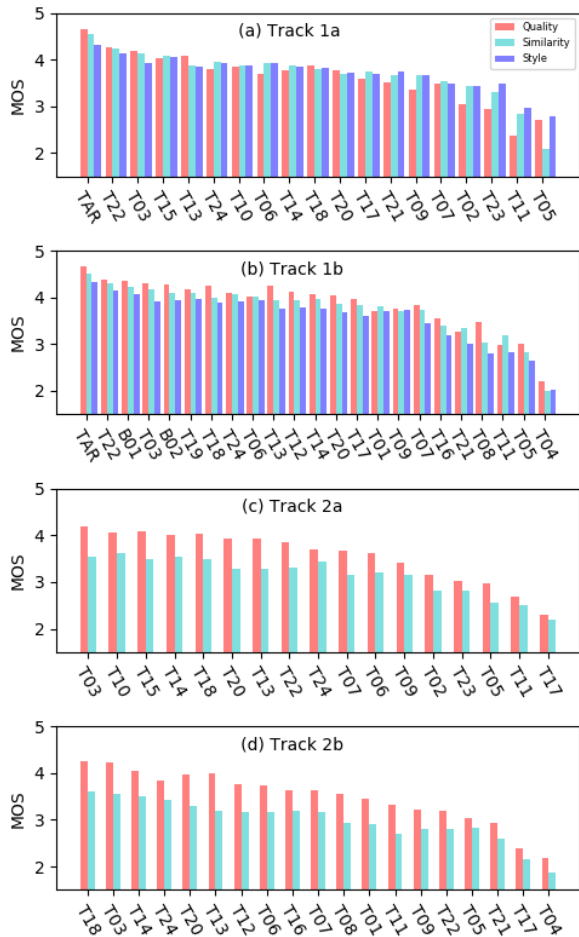 5
(a) Track 1a
Quality
Similarity
Style
4
MOS
3
2
TAR T22 T03 T15 T13 T24 T10 T06 T14 T18 T20 T17 T21 T09 T07 T02 T23 T11 T05
5
(b) Track 1b
4
MOS
3
2
TAR T22 B01 T03 B02 T19 T18 T24 T06 T13 T12 T14 T20 T17 T01 T09 T07 T16 T21 T08 T11 T05 T04
5
(c) Track 2a
4
MOS
3
2
T03 T10 T15 T14 T18 T20 T13 T22 T24 T07 T06 T09 T02 T23 T05 T11 T17
5
(d) Track 2b
4
MOS
3
2
T18 T03 T14 T24 T20 T13 T12 T06 T16 T07 T08 T01 T11 T09 T22 T05 T21 T17 T04